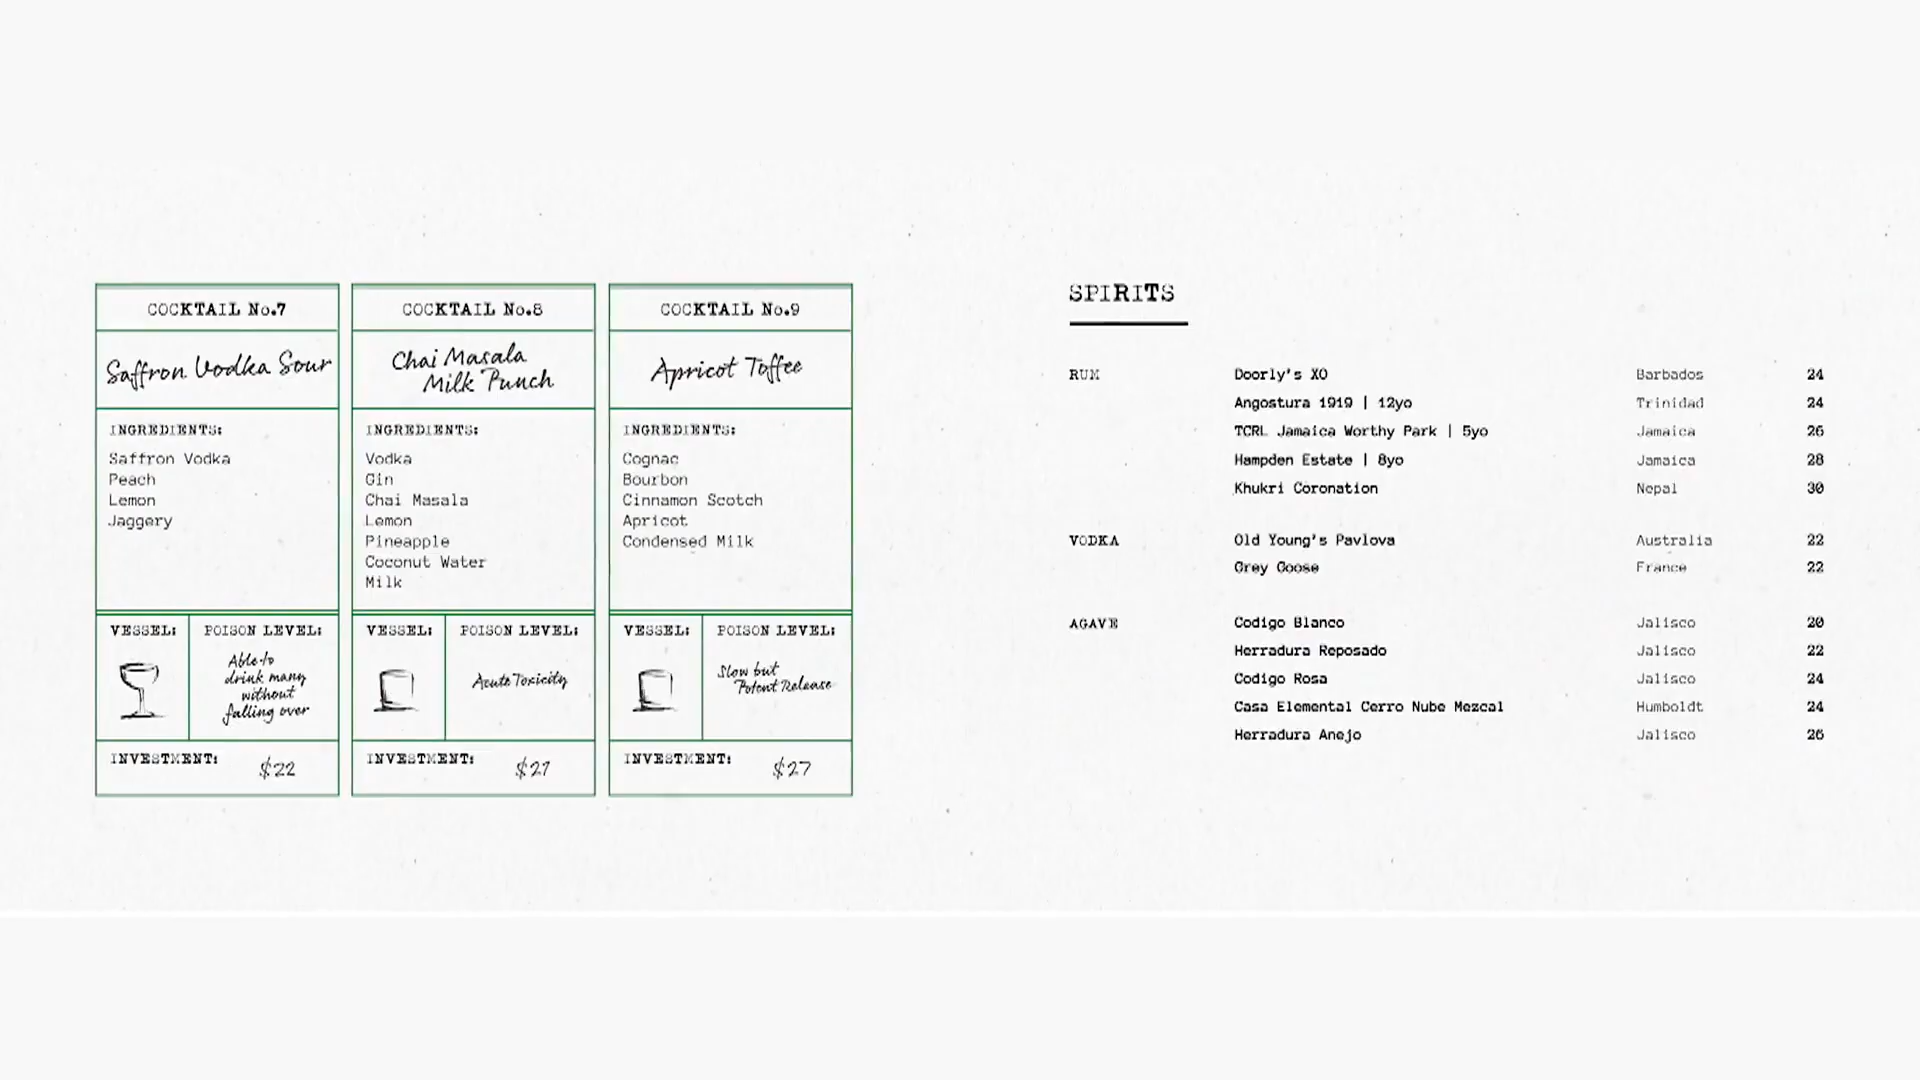 COCKTAIL No.7
Saffron Vodka Sour
INGREDIENTS:
Saffron Vodka
Peach
Lemon
Jaggery
VESSEL:
POISON LEVEL:
Able to
drink many
without
falling over
INVESTMENT:
$22
COCKTAIL No.8
Chai Masala
Milk Punch
INGREDIENTS:
Vodka
Gin
Chai Masala
Lemon
Pineapple
Coconut Water
Milk
VESSEL:
POISON LEVEL:
Acute Toxicity
INVESTMENT:
$27
COCKTAIL No.9
Apricot Toffee
INGREDIENTS:
Cognac
Bourbon
Cinnamon Scotch
Apricot
Condensed Milk
VESSEL:
POISON LEVEL:
Slow but
Potent Release
INVESTMENT:
$27
SPIRITS
RUM Doorly's XO Barbados 24
Angostura 1919 | 12yo Trinidad 24
TCRL Jamaica Worthy Park | 5yo Jamaica 26
Hampden Estate | 8yo Jamaica 28
Khukri Coronation Nepal 30
VODKA Old Young's Pavlova Australia 22
Grey Goose France 22
AGAVE Codigo Blanco Jalisco 20
Herradura Reposado Jalisco 22
Codigo Rosa Jalisco 24
Casa Elemental Cerro Nube Mezcal Humboldt 24
Herradura Anejo Jalisco 26